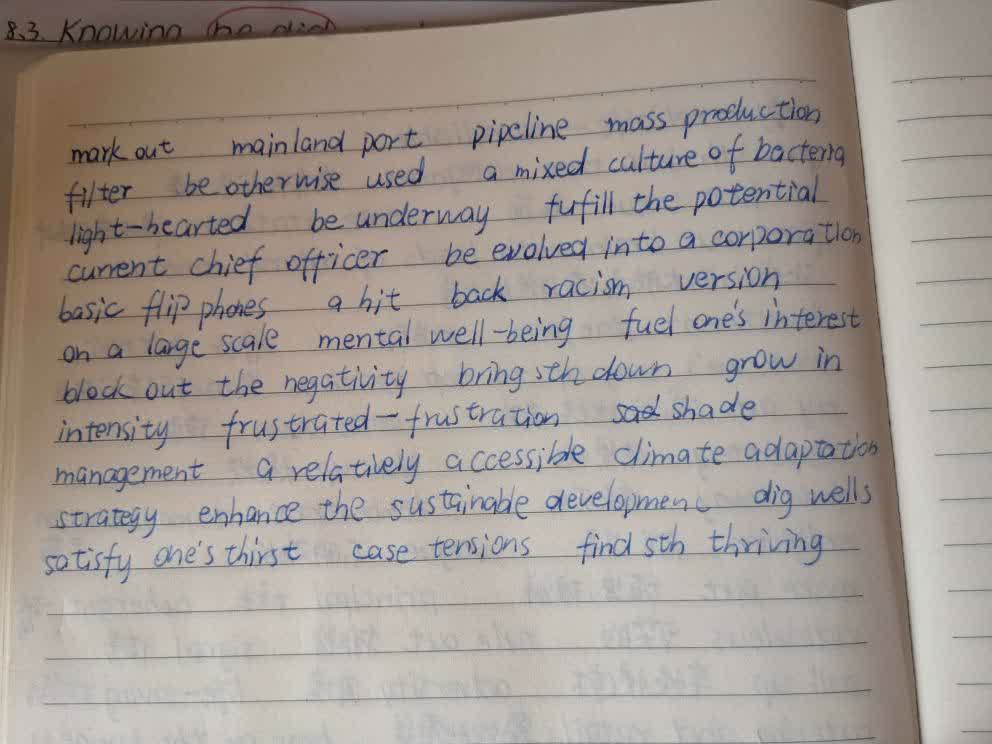 8.3. Knowing
mark out mainland port pipeline mass production
filter be otherwise used a mixed culture of bacteria
light-hearted be underway fufill the potential
current chief officer be evolved into a corporation
basic flip phones a hit back racism version
on a large scale mental well-being fuel one's interest
block out the negativity bring sth down grow in
intensity frustrated-frustration sad shade
management a relatively accessible climate adaptation
strategy enhance the sustainable development dig wells
satisfy one's thirst case tensions find sth thriving